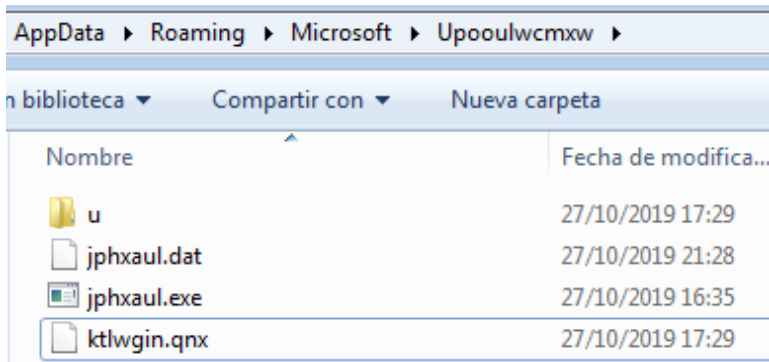 AppData ▸ Roaming ▸ Microsoft ▸ Upooulwcmxw ▸
n biblioteca ▾ Compartir con ▾ Nueva carpeta
Nombre Fecha de modifica...
u 27/10/2019 17:29
jphxaul.dat 27/10/2019 21:28
jphxaul.exe 27/10/2019 16:35
ktlwgin.qnx 27/10/2019 17:29